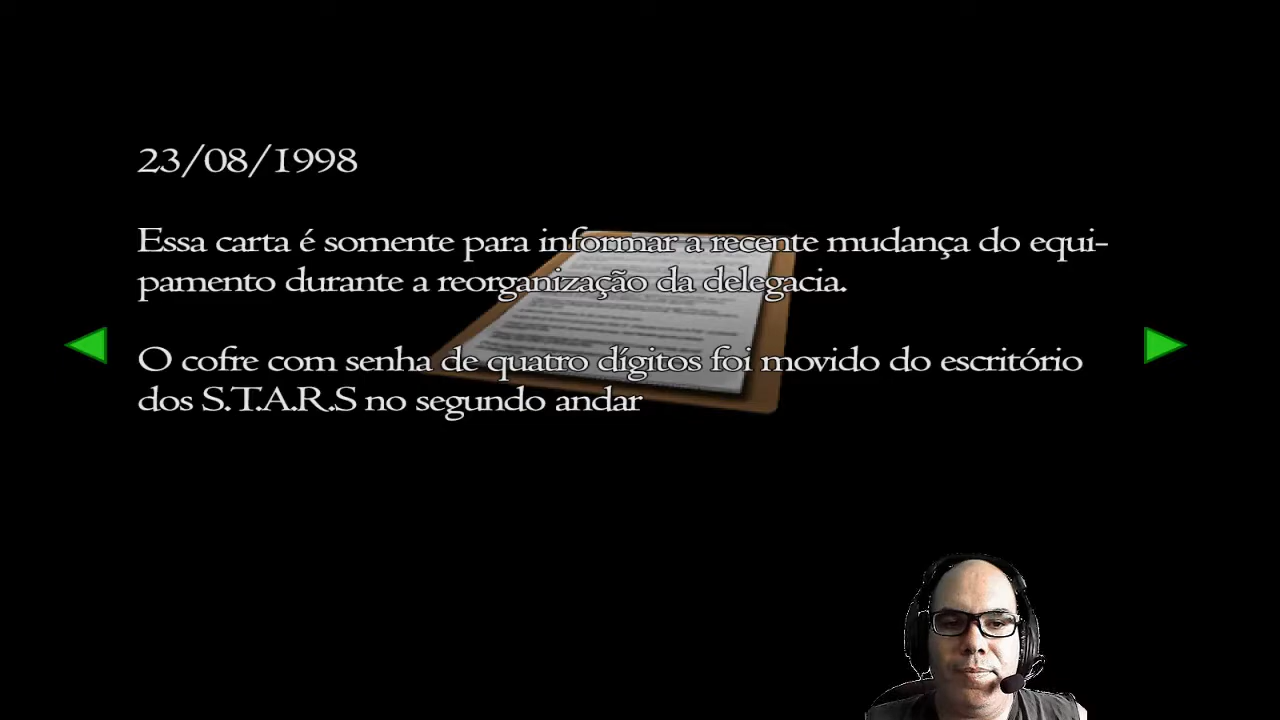 23/08/1998
Essa carta é somente para informar a recente mudança do equi-
pamento durante a reorganização da delegacia.
O cofre com senha de quatro dígitos foi movido do escritório
dos S.T.A.R.S no segundo andar